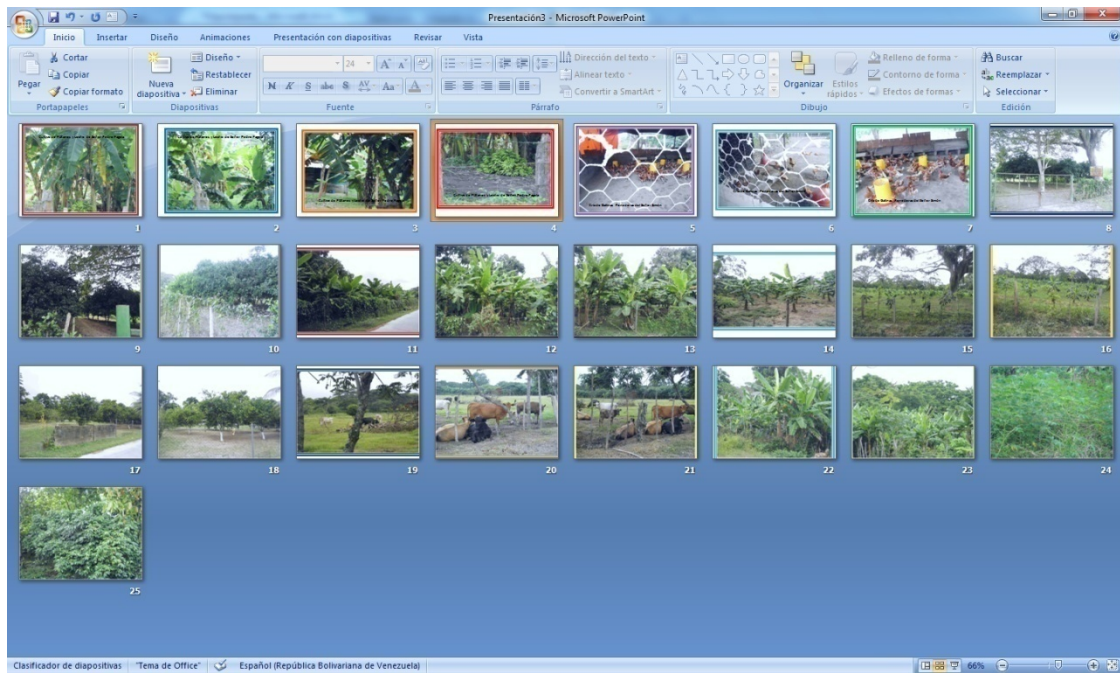 Presentación3 - Microsoft PowerPoint
Inicio Insertar Diseño Animaciones Presentación con diapositivas Revisar Vista
Pegar
Cortar
Copiar
Copiar formato
Portapapeles
Nueva diapositiva
Diseño
Restablecer
Eliminar
Diapositivas
24
N K S abc S AV Aa A
Fuente
Párrafo
Dirección del texto
Alinear texto
Convertir a SmartArt
Organizar
Estilos rápidos
Relleno de forma
Contorno de forma
Efectos de formas
Dibujo
Buscar
Reemplazar
Seleccionar
Edición
1 2 3 4 5 6 7 8
9 10 11 12 13 14 15 16
17 18 19 20 21 22 23 24
25
Clasificador de diapositivas "Tema de Office" Español (República Bolivariana de Venezuela) 66%